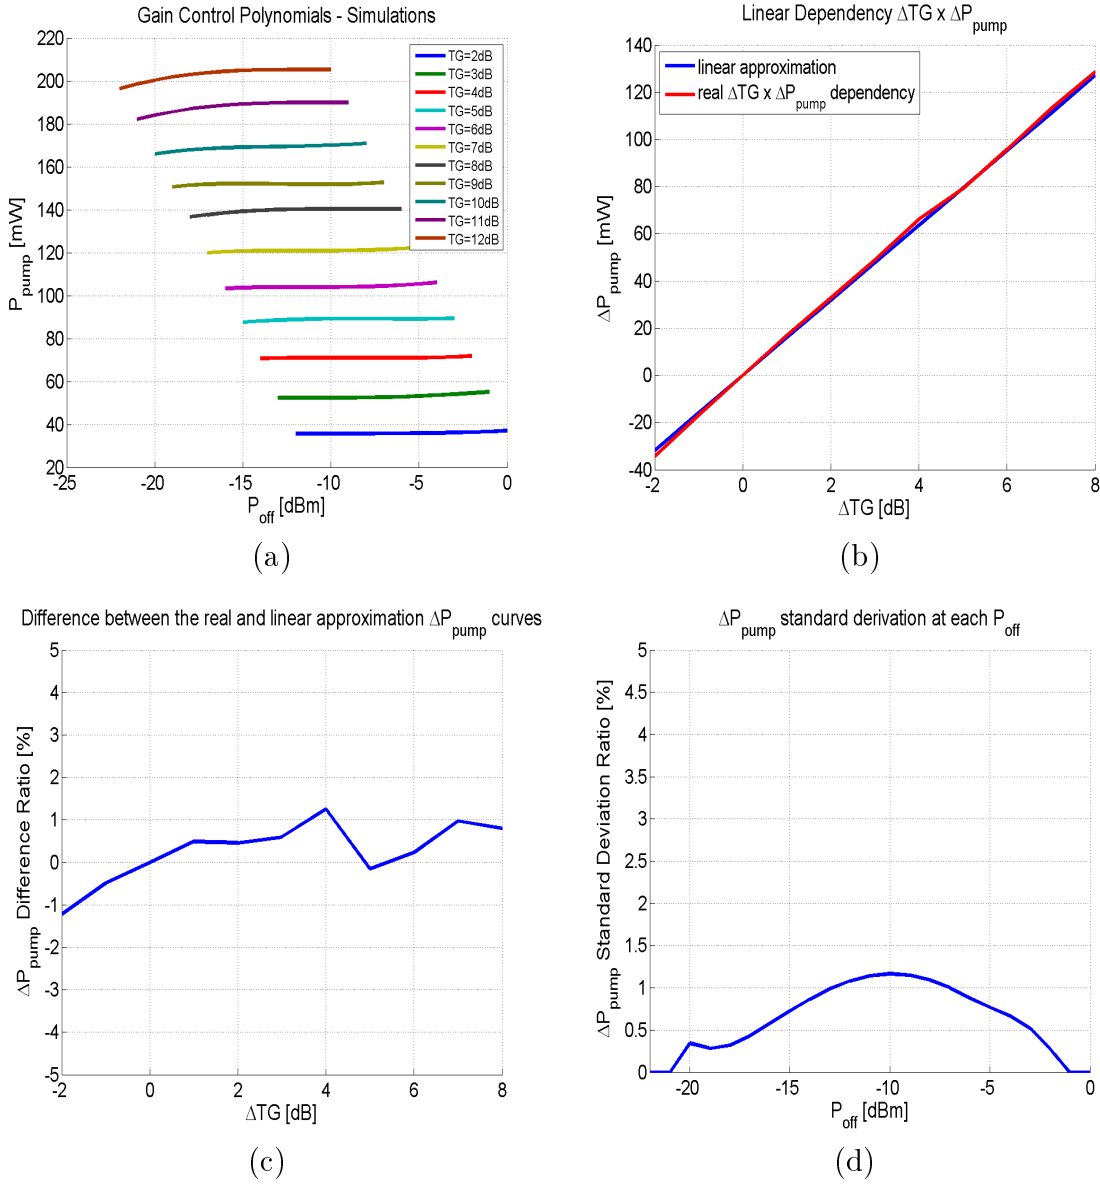 Gain Control Polynomials - Simulations
220
200
180
160
140
120
100
80
60
40
20
P_pump [mW]
-25
-20
-15
-10
-5
0
P_off [dBm]
TG=2dB
TG=3dB
TG=4dB
TG=5dB
TG=6dB
TG=7dB
TG=8dB
TG=9dB
TG=10dB
TG=11dB
TG=12dB
(a)
Linear Dependency ΔTG x ΔP_pump
linear approximation
real ΔTG x ΔP_pump dependency
140
120
100
80
60
40
20
0
-20
-40
ΔP_pump [mW]
-2
0
2
4
6
8
ΔTG [dB]
(b)
Difference between the real and linear approximation ΔP_pump curves
5
4
3
2
1
0
-1
-2
-3
-4
-5
ΔP_pump Difference Ratio [%]
-2
0
2
4
6
8
ΔTG [dB]
(c)
ΔP_pump standard derivation at each P_off
5
4.5
4
3.5
3
2.5
2
1.5
1
0.5
0
ΔP_pump Standard Deviation Ratio [%]
-20
-15
-10
-5
0
P_off [dBm]
(d)